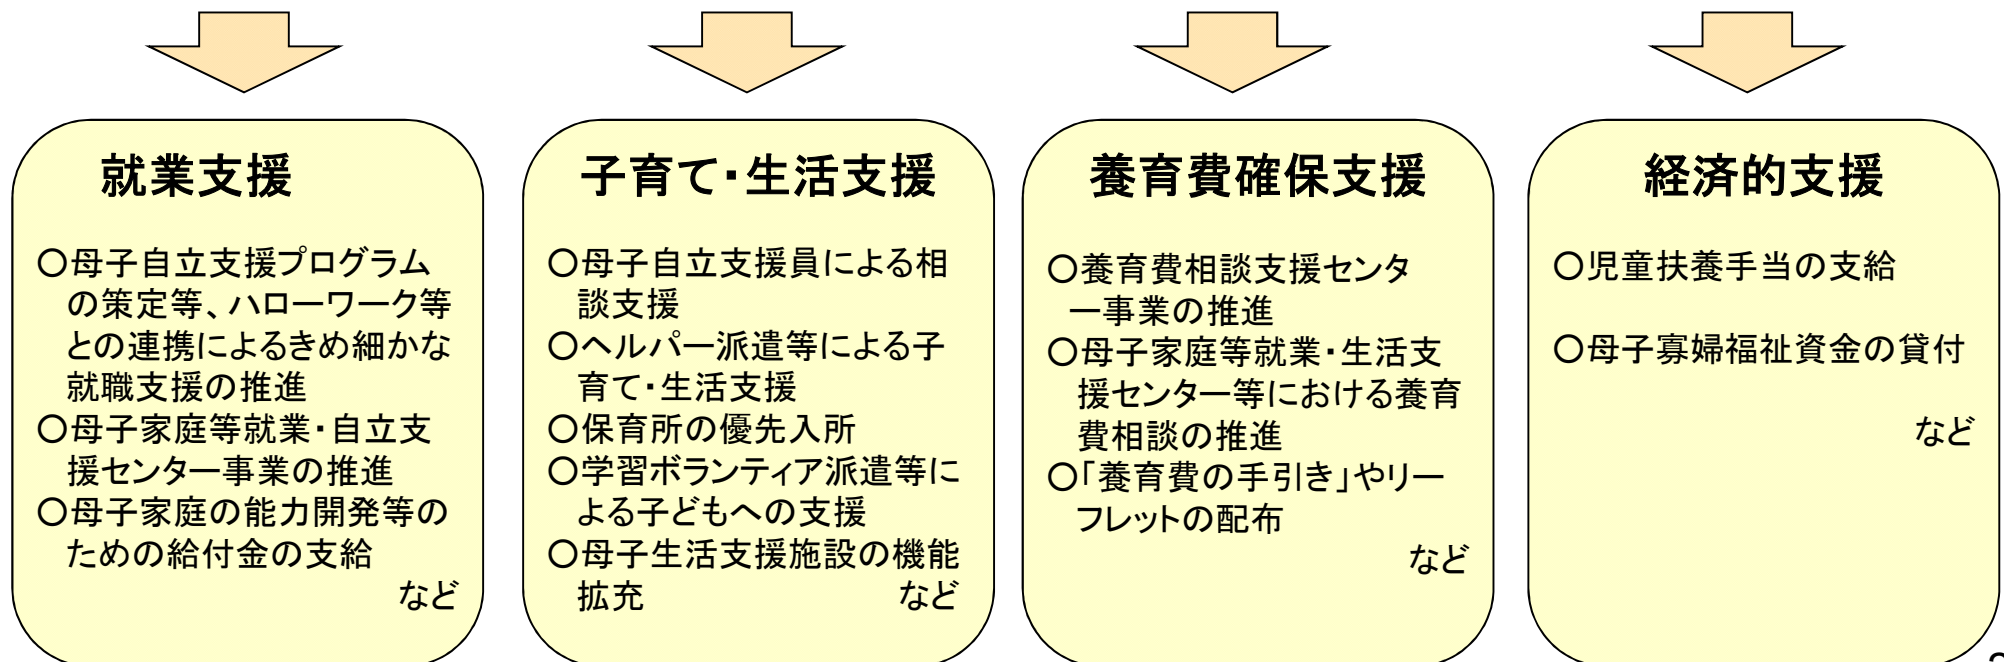 就業支援
○母子自立支援プログラム
の策定等、ハローワーク等
との連携によるきめ細かな
就職支援の推進
○母子家庭等就業・自立支
援センター事業の推進
○母子家庭の能力開発等の
ための給付金の支給
など
子育て・生活支援
○母子自立支援員による相
談支援
○ヘルパー派遣等による子
育て・生活支援
○保育所の優先入所
○学習ボランティア派遣等に
よる子どもへの支援
○母子生活支援施設の機能
拡充 など
養育費確保支援
○養育費相談支援センタ
ー事業の推進
○母子家庭等就業・生活支
援センター等における養育
費相談の推進
○「養育費の手引き」やリー
フレットの配布
など
経済的支援
○児童扶養手当の支給
○母子寡婦福祉資金の貸付
など